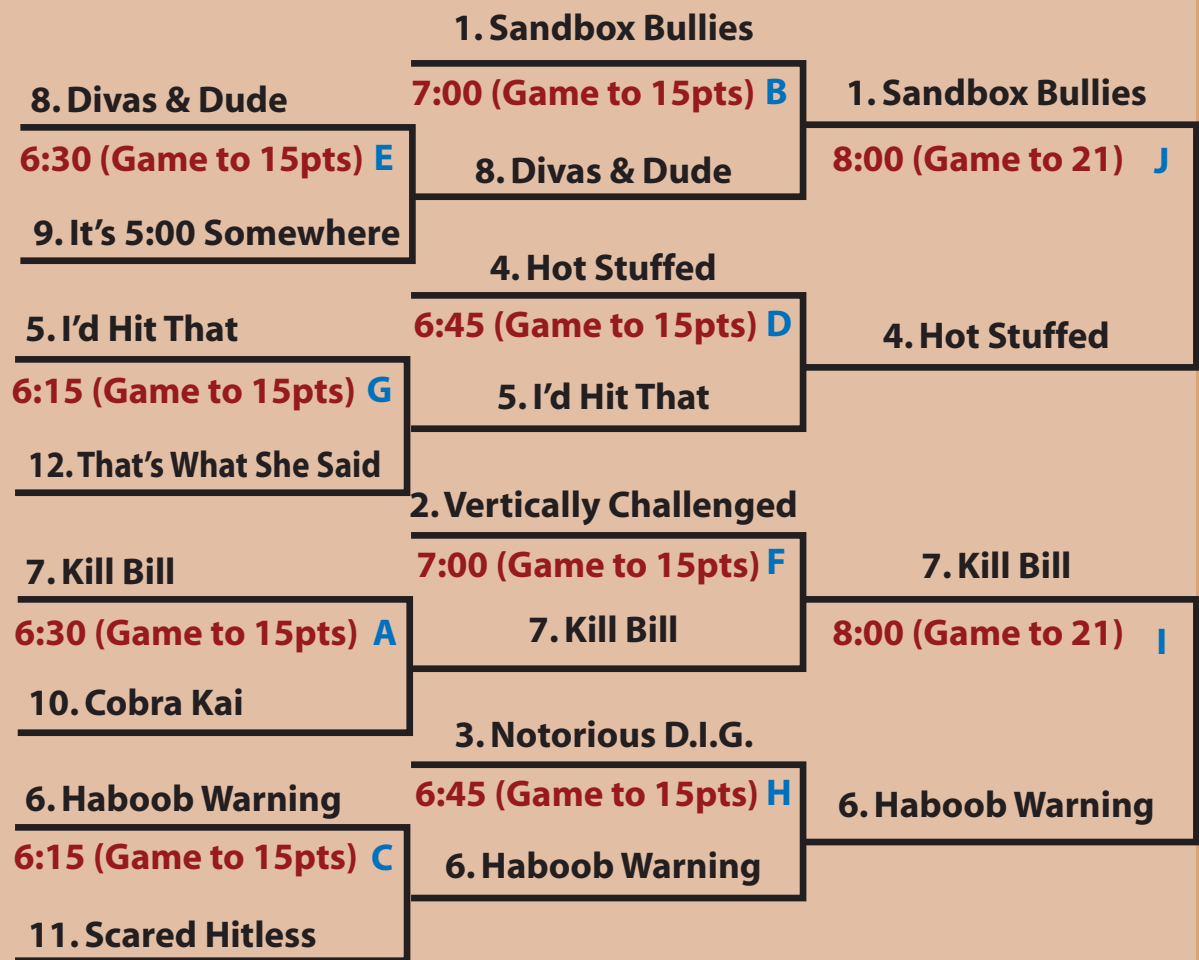 8. Divas & Dude
6:30 (Game to 15pts) E
9. It's 5:00 Somewhere
5. I'd Hit That
6:15 (Game to 15pts) G
12. That's What She Said
7. Kill Bill
6:30 (Game to 15pts) A
10. Cobra Kai
6. Haboob Warning
6:15 (Game to 15pts) C
11. Scared Hitless
1. Sandbox Bullies
7:00 (Game to 15pts) B
8. Divas & Dude
4. Hot Stuffed
6:45 (Game to 15pts) D
5. I'd Hit That
2. Vertically Challenged
7:00 (Game to 15pts) F
7. Kill Bill
3. Notorious D.I.G.
6:45 (Game to 15pts) H
6. Haboob Warning
1. Sandbox Bullies
8:00 (Game to 21) J
4. Hot Stuffed
7. Kill Bill
8:00 (Game to 21) I
6. Haboob Warning